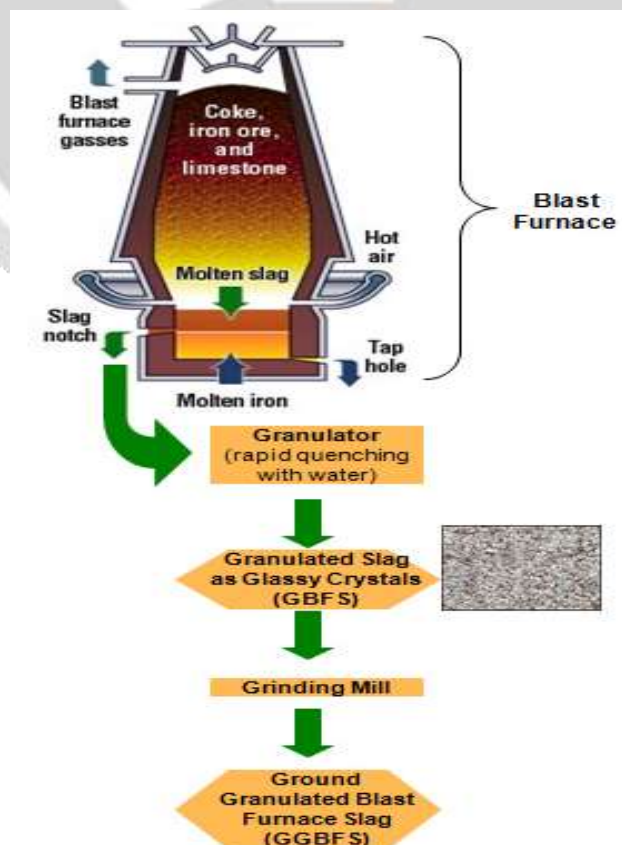 Blast
furnace
gasses
Coke,
iron ore,
and
limestone
Blast
Furnace
Hot
air
Molten slag
Slag
notch
Tap
hole
Molten iron
Granulator
(rapid quenching
with water)
Granulated Slag
as Glassy Crystals
(GBFS)
Grinding Mill
Ground
Granulated Blast
Furnace Slag
(GGBFS)